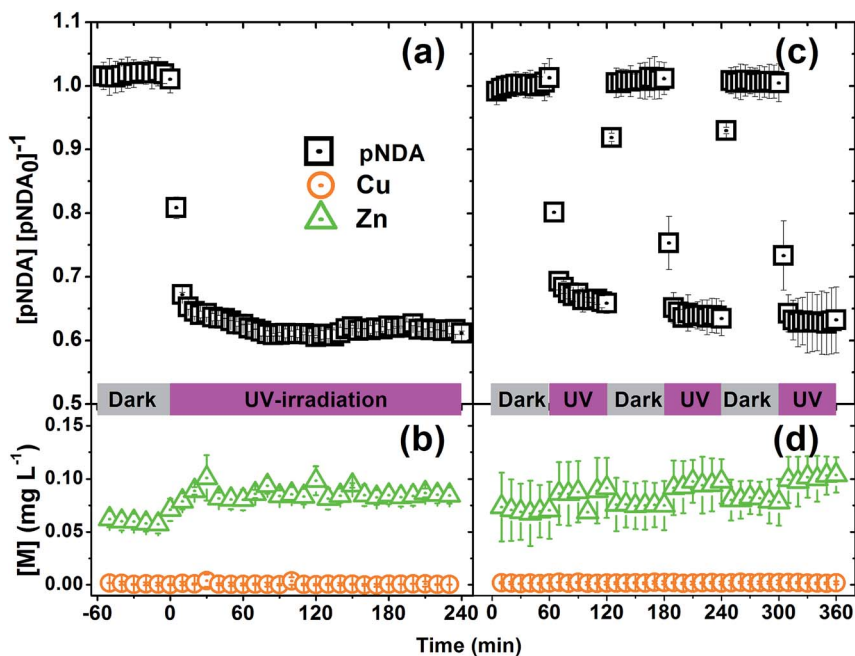 (a)
(c)
[pNDA] [pNDA₀]⁻¹
1.1
1.0
0.9
0.8
0.7
0.6
0.5
pNDA
Cu
Zn
Dark UV-irradiation
Dark UV Dark UV Dark UV
(b)
(d)
[M] (mg L⁻¹)
0.15
0.10
0.05
0.00
-60 0 60 120 180 240
0 60 120 180 240 300 360
Time (min)